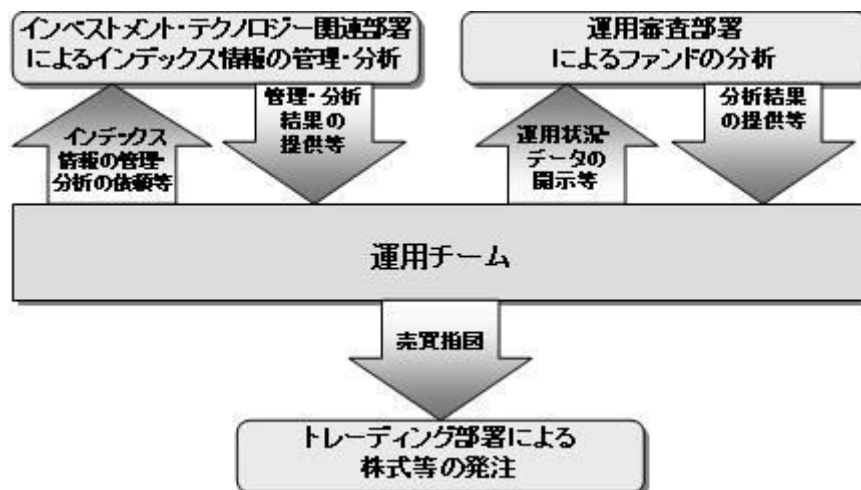 インベストメント・テクノロジー関連部署
によるインデックス情報の管理・分析
運用審査部署
によるファンドの分析
インデックス
情報の管理・
分析の依頼等
管理・分析
結果の
提供等
運用状況・
データの
開示等
分析結果
の提供等
運用チーム
売買指図
トレーディング部署による
株式等の発注